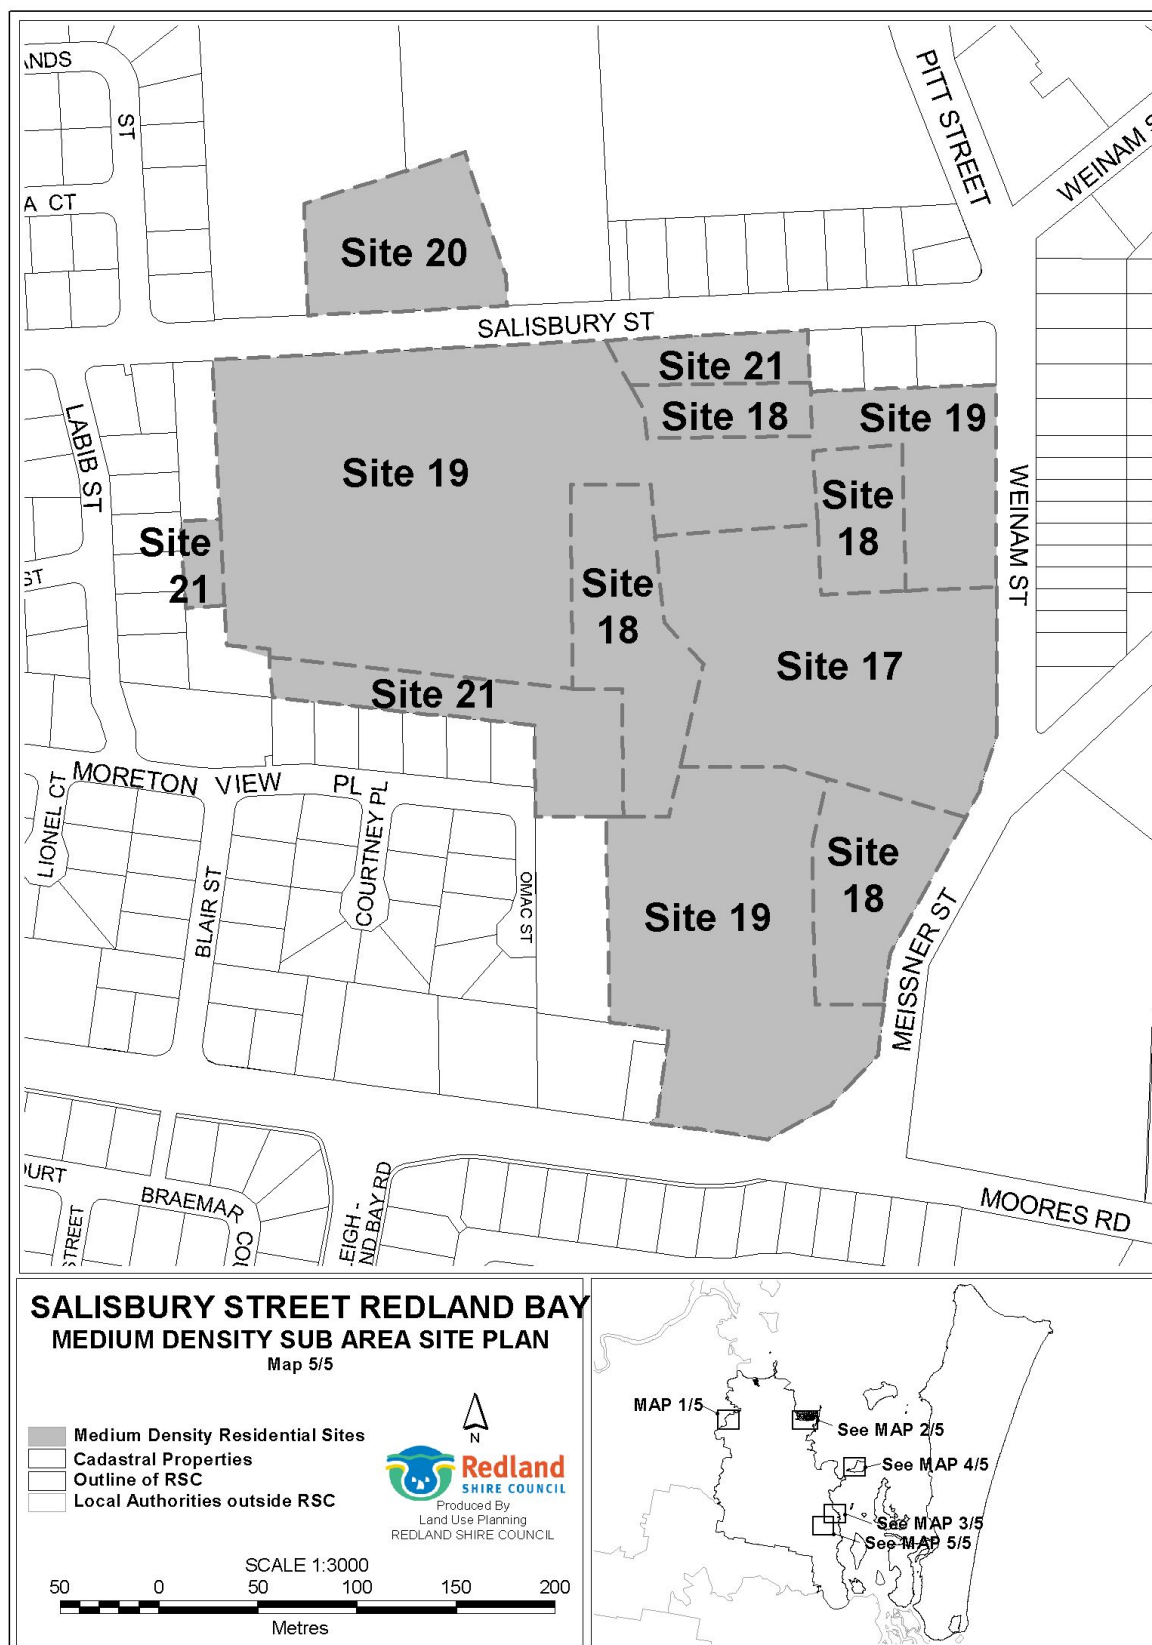 ANDS
ST
A CT
PITT STREET
WEINAM S
Site 20
SALISBURY ST
Site 21
Site 18
Site 19
LABIB ST
Site 19
Site
18
WEINAM ST
Site
21
ST
Site
18
Site 17
Site 21
MORETON VIEW PL
LIONEL CT
COURTNEY PL
BLAIR ST
OMAC ST
Site
18
Site 19
MEISSNER ST
OURT
BRAEMAR COU
STREET
EIGH -
ND BAY RD
MOORES RD
SALISBURY STREET REDLAND BAY
MEDIUM DENSITY SUB AREA SITE PLAN
Map 5/5
N
Medium Density Residential Sites
Cadastral Properties
Outline of RSC
Local Authorities outside RSC
Redland
SHIRE COUNCIL
Produced By
Land Use Planning
REDLAND SHIRE COUNCIL
SCALE 1:3000
50 0 50 100 150 200
Metres
MAP 1/5
See MAP 2/5
See MAP 4/5
See MAP 3/5
See MAP 5/5